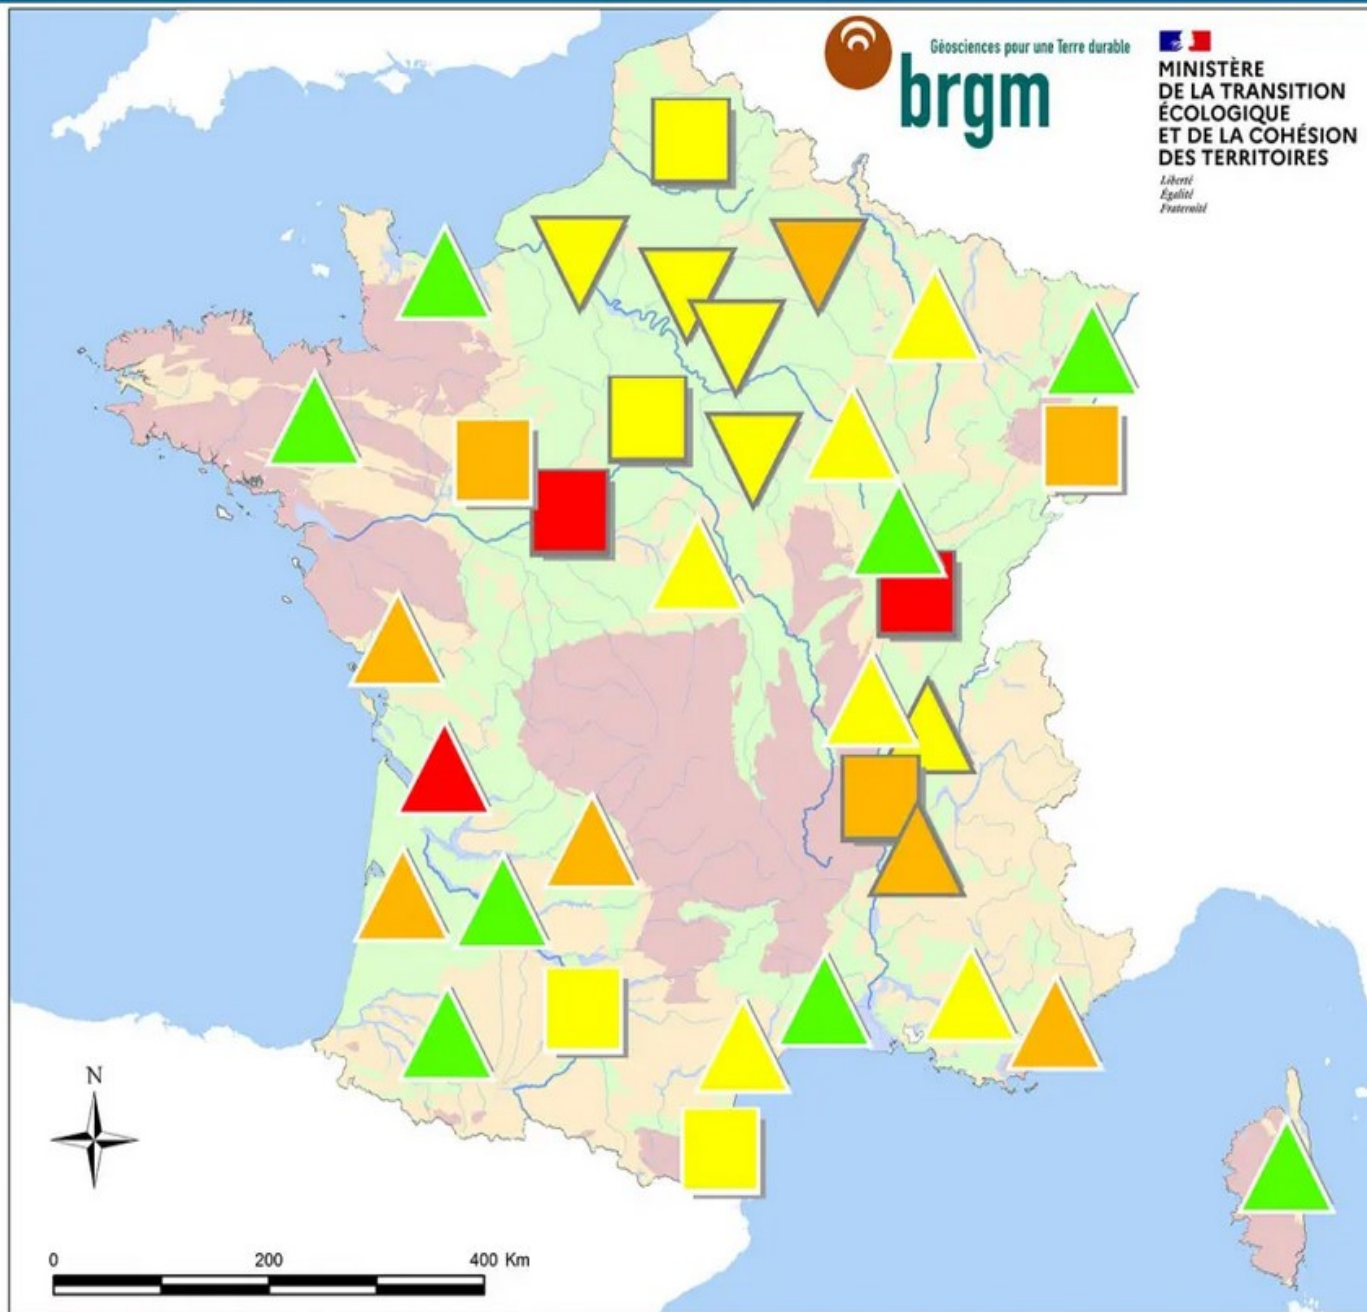 Géosciences pour une Terre durable
brgm
MINISTÈRE
DE LA TRANSITION
ÉCOLOGIQUE
ET DE LA COHÉSION
DES TERRITOIRES
Liberté
Égalité
Fraternité
N
0 200 400 Km